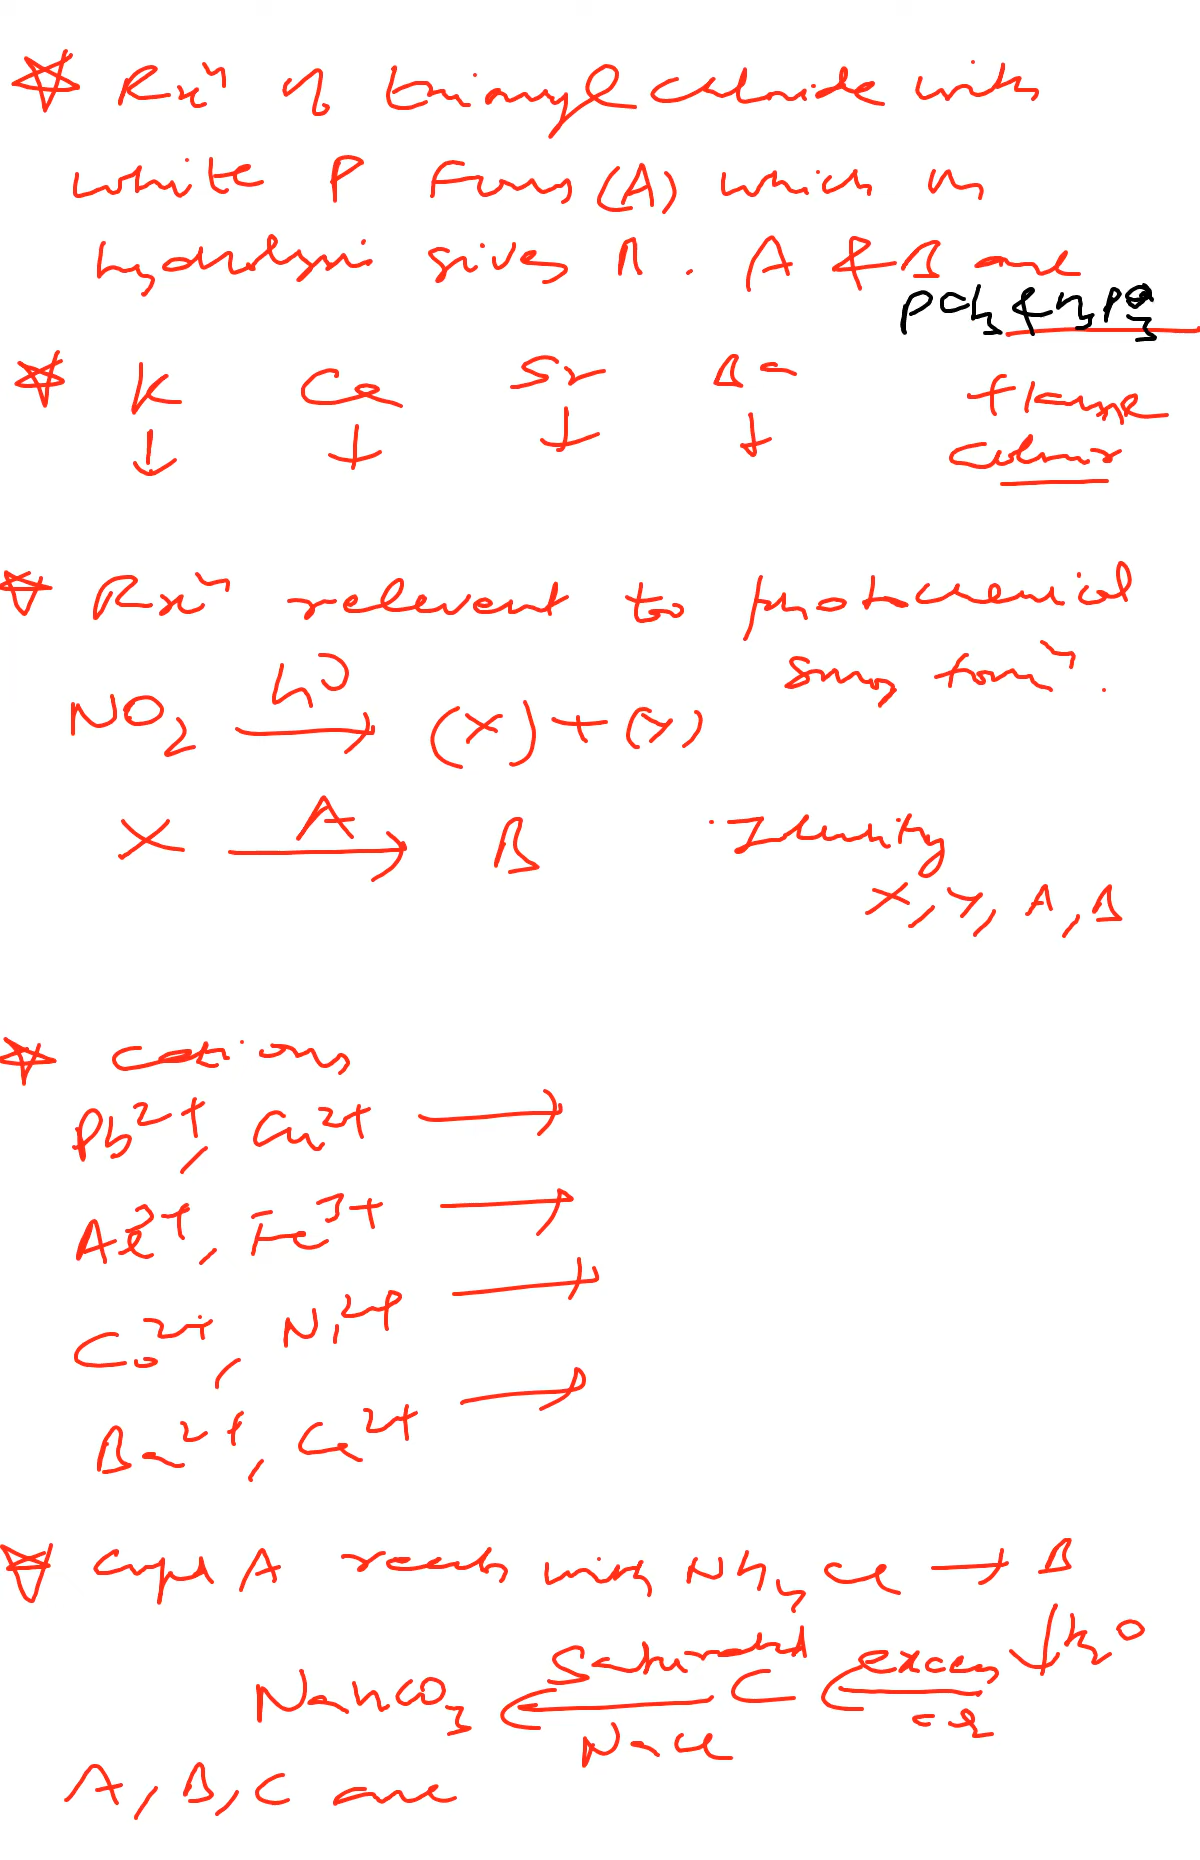 Rxn of thionyl chloride with
white P forms (A) which on
hydrolysis gives B. A & B are
PCl3 & H3PO3
K Ca Sr Ba flame
colour
Rxn relevent to photochemical
smog formn.
NO2 hν (X) + (Y)
X A B Identify
X, Y, A, B
Cations
Pb2+, Cu2+ →
Al3+, Fe3+ →
Co2+, Ni2+ →
Ba2+, Ca2+ →
Cmpd A reacts with NH4Cl → B
↓ H2O
NaHCO3 Saturated NaCl C excess CO2
A, B, C are